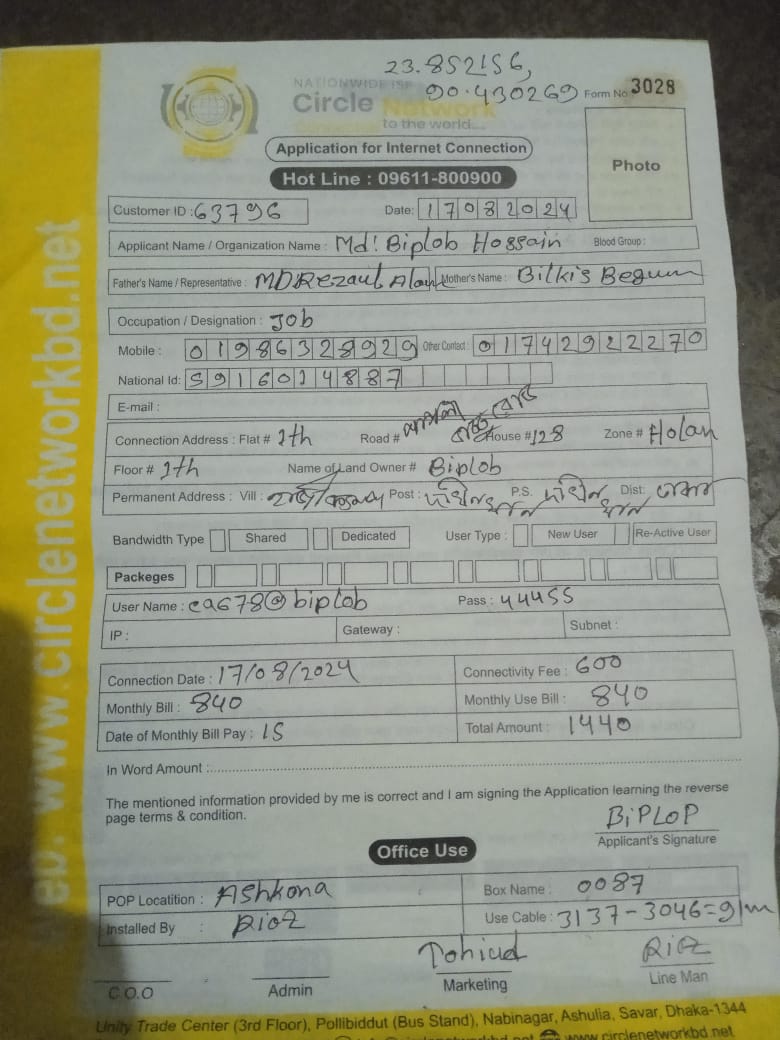 23.852156,
90.430269
Form No 3028
NATIONWIDE ISP
Circle Network
to the world...
Application for Internet Connection
Photo
Hot Line : 09611-800900
Customer ID : 63796 Date: 17082024
Applicant Name / Organization Name : Md! Biplob Hossain Blood Group :
Father's Name / Representative : MD.Rezaul Alam Mother's Name : Bilkis Begum
Occupation / Designation : Job
Mobile : 01986328929 Other Contact : 01742922270
National Id: 5916014887
E-mail :
Connection Address : Flat # 1th Road # House # 128 Zone # Holan
Floor # 1th Name of Land Owner # Biplob
Permanent Address : Vill : Post : P.S. Dist: ঢাকা
Bandwidth Type Shared Dedicated User Type : New User Re-Active User
Packeges
User Name : ca678@biplob Pass : 44455
IP : Gateway : Subnet :
Connection Date : 17/08/2024 Connectivity Fee : 600
Monthly Bill : 840 Monthly Use Bill : 840
Date of Monthly Bill Pay : 15 Total Amount : 1440
In Word Amount :
The mentioned information provided by me is correct and I am signing the Application learning the reverse
page terms & condition.
BiPLOP
Applicant's Signature
Office Use
POP Locatition : Ashkona Box Name : 0087
Installed By : Rioz Use Cable : 3137-3046=91m
Tohiud Rioz
C.O.O Admin Marketing Line Man
Unity Trade Center (3rd Floor), Pollibiddut (Bus Stand), Nabinagar, Ashulia, Savar, Dhaka-1344
www.circlenetworkbd.net
www.circlenetworkbd.net